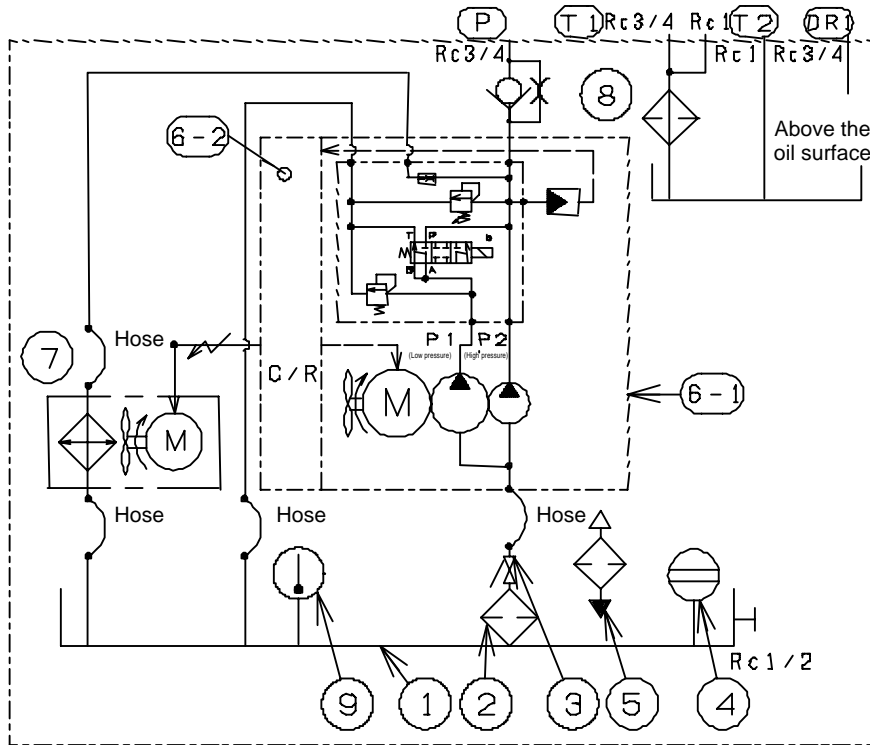 P T1 Rc3/4 Rc1 T2 DR1
Rc3/4 Rc1 Rc3/4
8
Above the
oil surface
6-2
T P b
B A
7 Hose
P1 P2
(Low pressure) (High pressure)
C/R
M
6-1
M
Hose Hose Hose
Rc1/2
9 1 2 3 5 4